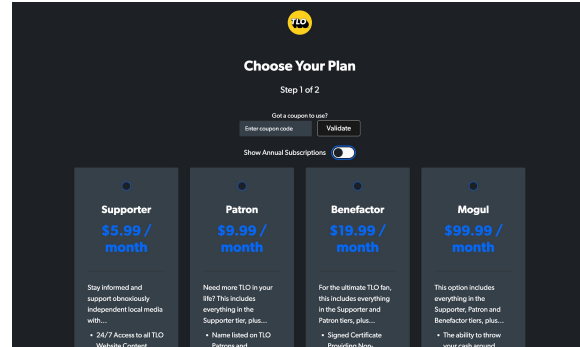 TLO
Choose Your Plan
Step 1 of 2
Got a coupon to use?
Enter coupon code
Validate
Show Annual Subscriptions
Supporter
$5.99 /
month
Stay informed and
support obnoxiously
independent local media
with...
• 24/7 Access to all TLO
Website Content
Patron
$9.99 /
month
Need more TLO in your
life? This includes
everything in the
Supporter tier, plus...
• Name listed on TLO
Patrons and
Benefactor
$19.99 /
month
For the ultimate TLO fan,
this includes everything
in the Supporter and
Patron tiers, plus...
• Signed Certificate
Providing Non-
Mogul
$99.99 /
month
This option includes
everything in the
Supporter, Patron and
Benefactor tiers, plus...
• The ability to throw
your cash around